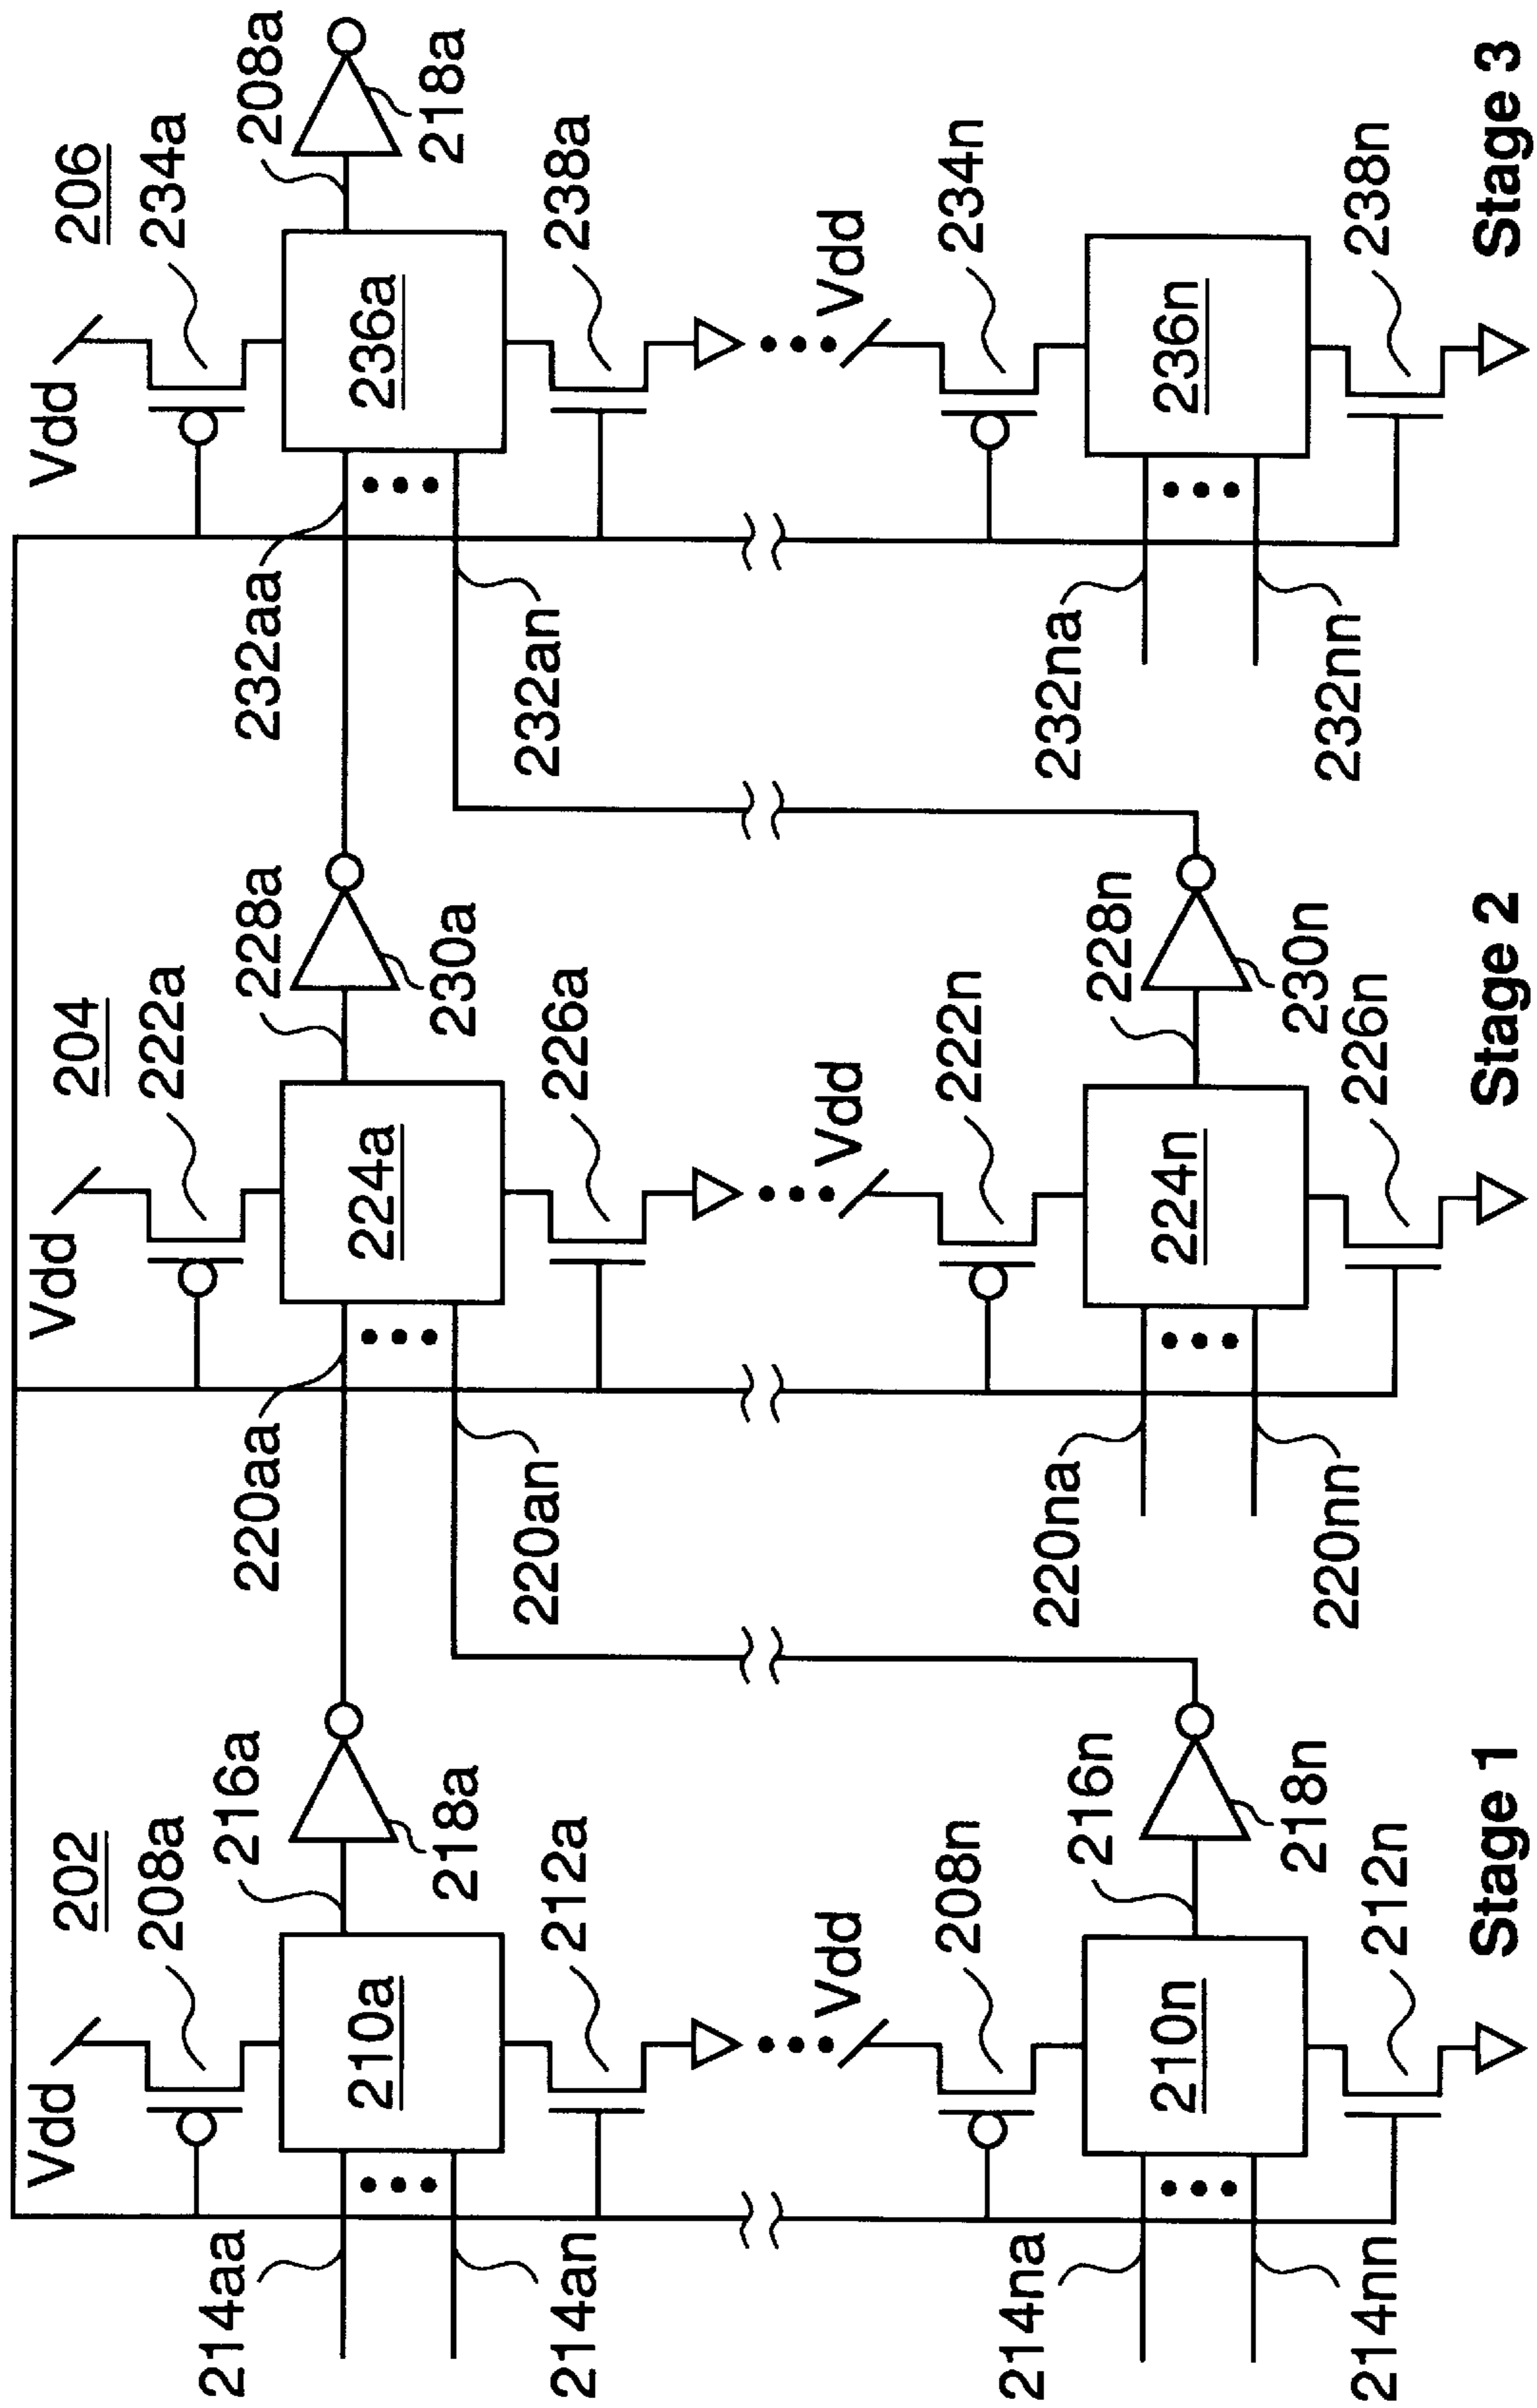 Vdd
202
208a
216a
210a
218a
214aa
214an
212a
Vdd
208n
216n
210n
218n
214na
214nn
212n
Stage 1
Vdd
204
222a
228a
224a
230a
220aa
220an
226a
Vdd
222n
228n
224n
230n
220na
220nn
226n
Stage 2
Vdd
206
234a
208a
236a
218a
232aa
232an
238a
Vdd
234n
236n
232na
232nn
238n
Stage 3